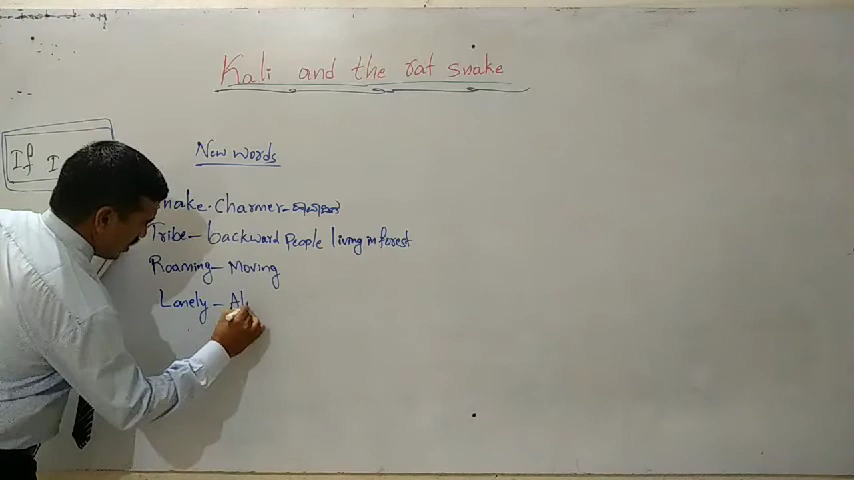 Kali and the rat snake
If I
New words
Snake-charmer-ಹಾವಾಡಿಗ
Tribe- backward people living in forest
Roaming- Moving
Lonely - Al